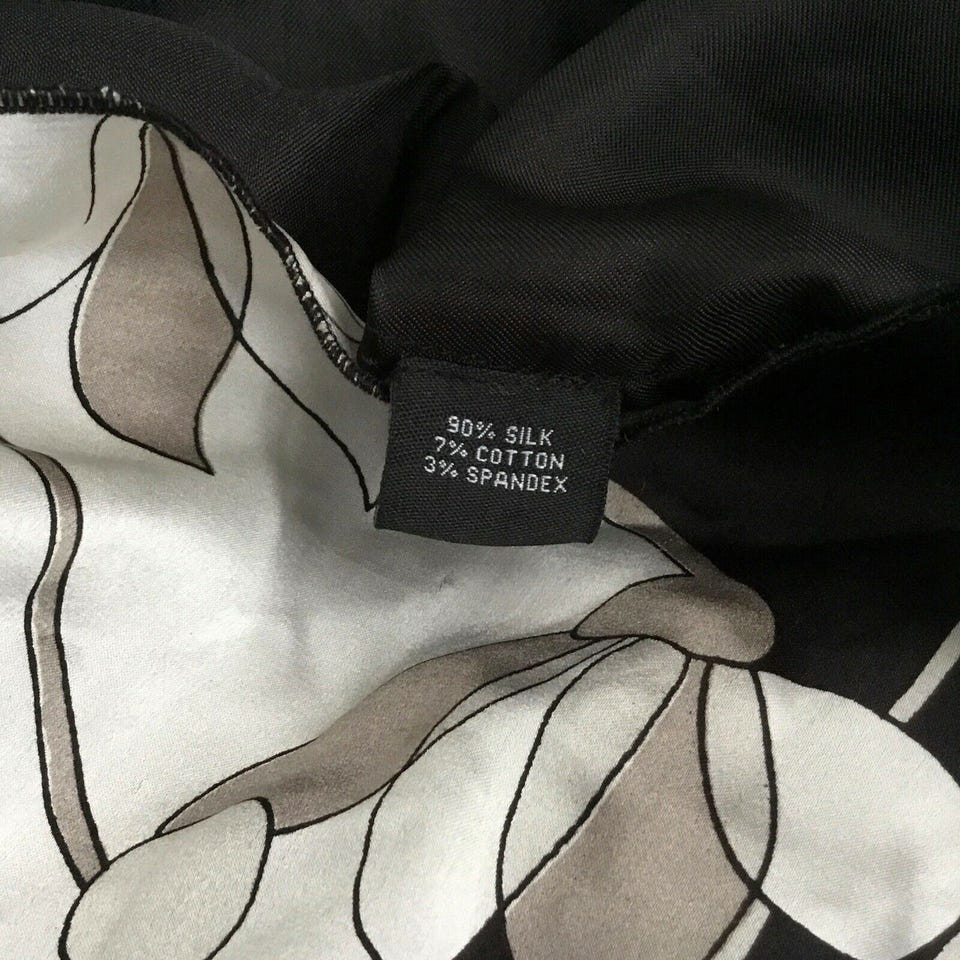 90% SILK
7% COTTON
3% SPANDEX